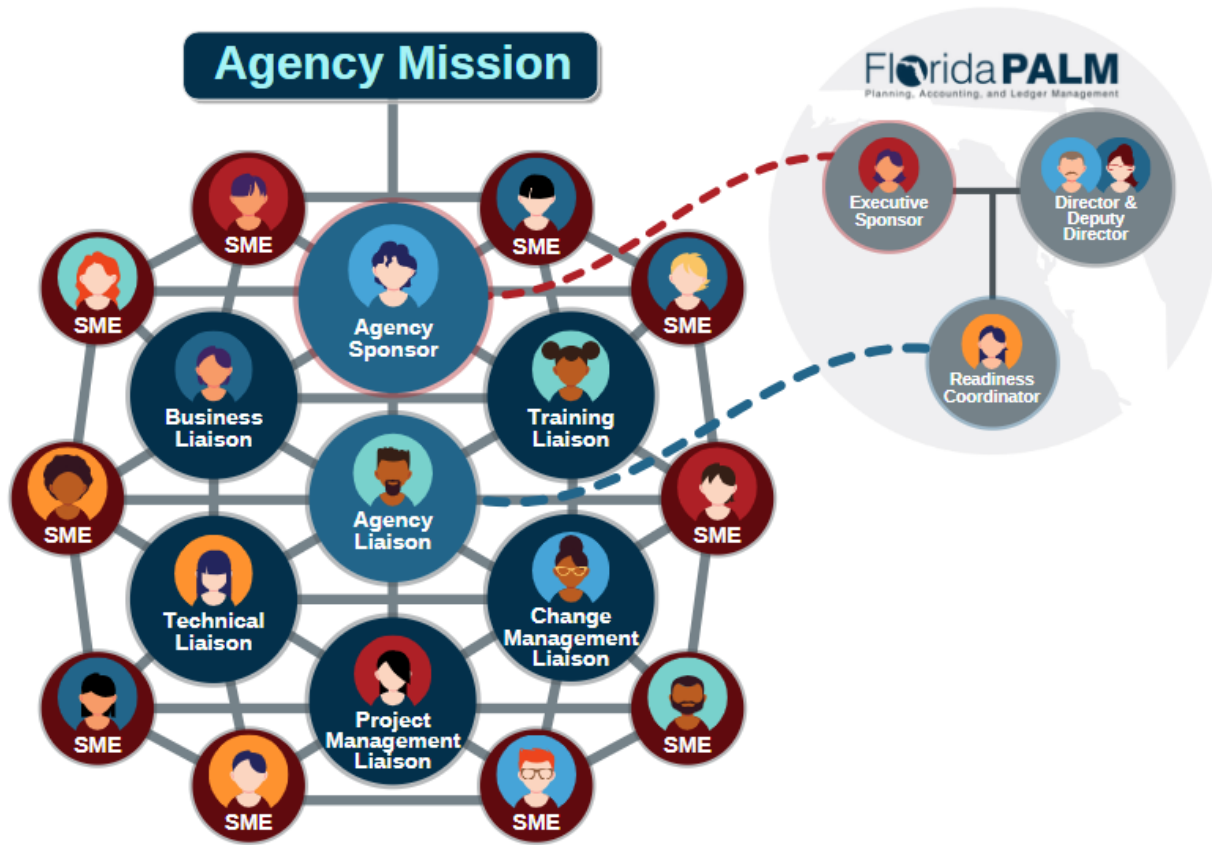 Agency Mission
Florida PALM
Planning, Accounting, and Ledger Management
SME
SME
Executive
Sponsor
Director &
Deputy
Director
SME
Agency
Sponsor
SME
Business
Liaison
Training
Liaison
Readiness
Coordinator
SME
Agency
Liaison
SME
Technical
Liaison
Change
Management
Liaison
SME
Project
Management
Liaison
SME
SME
SME